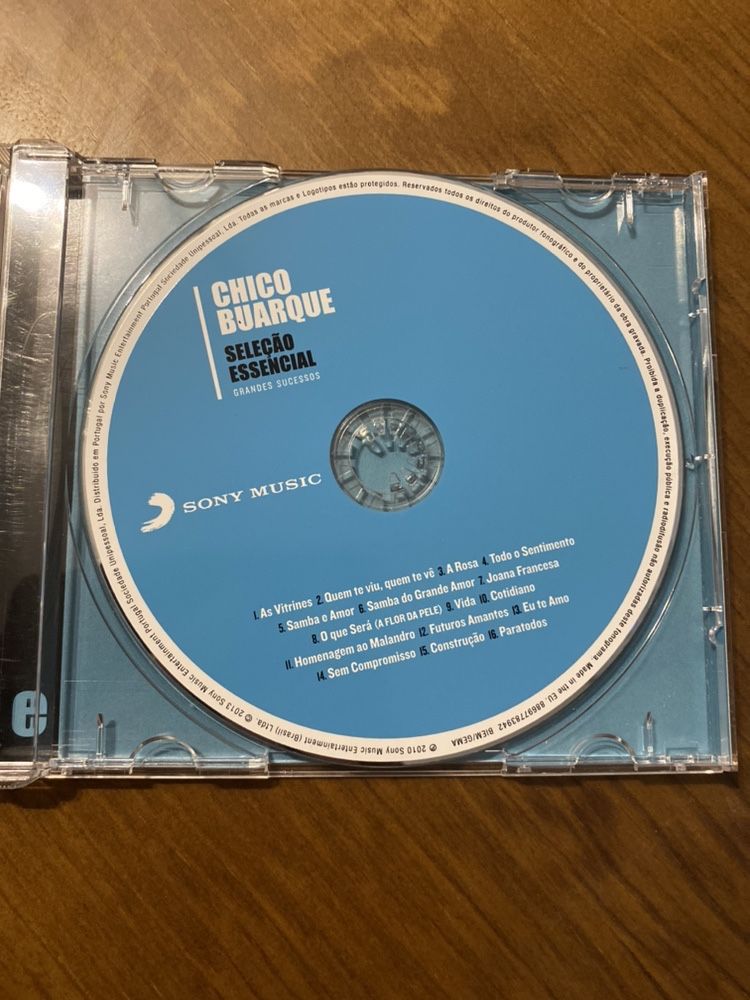 CHICO
BUARQUE
SELEÇÃO
ESSENCIAL
GRANDES SUCESSOS
SONY MUSIC
1. As Vitrines 2. Quem te viu, quem te vê 3. A Rosa 4. Todo o Sentimento
5. Samba e Amor 6. Samba do Grande Amor 7. Joana Francesa
8. O que Será (A FLOR DA PELE) 9. Vida 10. Cotidiano
11. Homenagem ao Malandro 12. Futuros Amantes 13. Eu te Amo
14. Sem Compromisso 15. Construção 16. Paratodos
℗ 2010 Sony Music Entertainment (Brasil) Ltda. © 2013 Sony Music Entertainment Portugal Sociedade Unipessoal, Lda. Distribuido em Portugal por Sony Music Entertainment Portugal Sociedade Unipessoal, Lda. Todas as marcas e Logotipos estão protegidos. Reservados todos os direitos do produtor fonográfico e do proprietário da obra gravada. Proibida a duplicação, execução pública e radiodifusão não autorizadas deste fonograma. Made in the EU. 88697783942 BIEM/GEMA
e